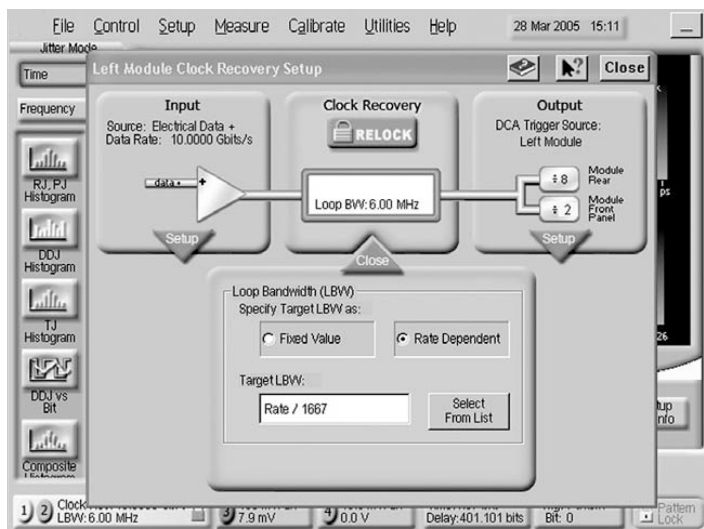 File Control Setup Measure Calibrate Utilities Help 28 Mar 2005 15:11
Jitter Mode
Time
Frequency
RJ, PJ
Histogram
DDJ
Histogram
TJ
Histogram
DDJ vs
Bit
Composite
Left Module Clock Recovery Setup
Close
Input
Source: Electrical Data +
Data Rate: 10.0000 Gbits/s
data +
+
Setup
Clock Recovery
RELOCK
Loop BW: 6.00 MHz
Close
Output
DCA Trigger Source:
Left Module
÷ 8
Module
Rear
÷ 2
Module
Front
Panel
Setup
Loop Bandwidth (LBW)
Specify Target LBW as:
Fixed Value
Rate Dependent
Target LBW:
Rate / 1667
Select
From List
ps
26
1 2
LBW: 6.00 MHz
3 7.9 mV
4 0.0 V
Delay:401.101 bits
Bit: 0
Pattern
Lock